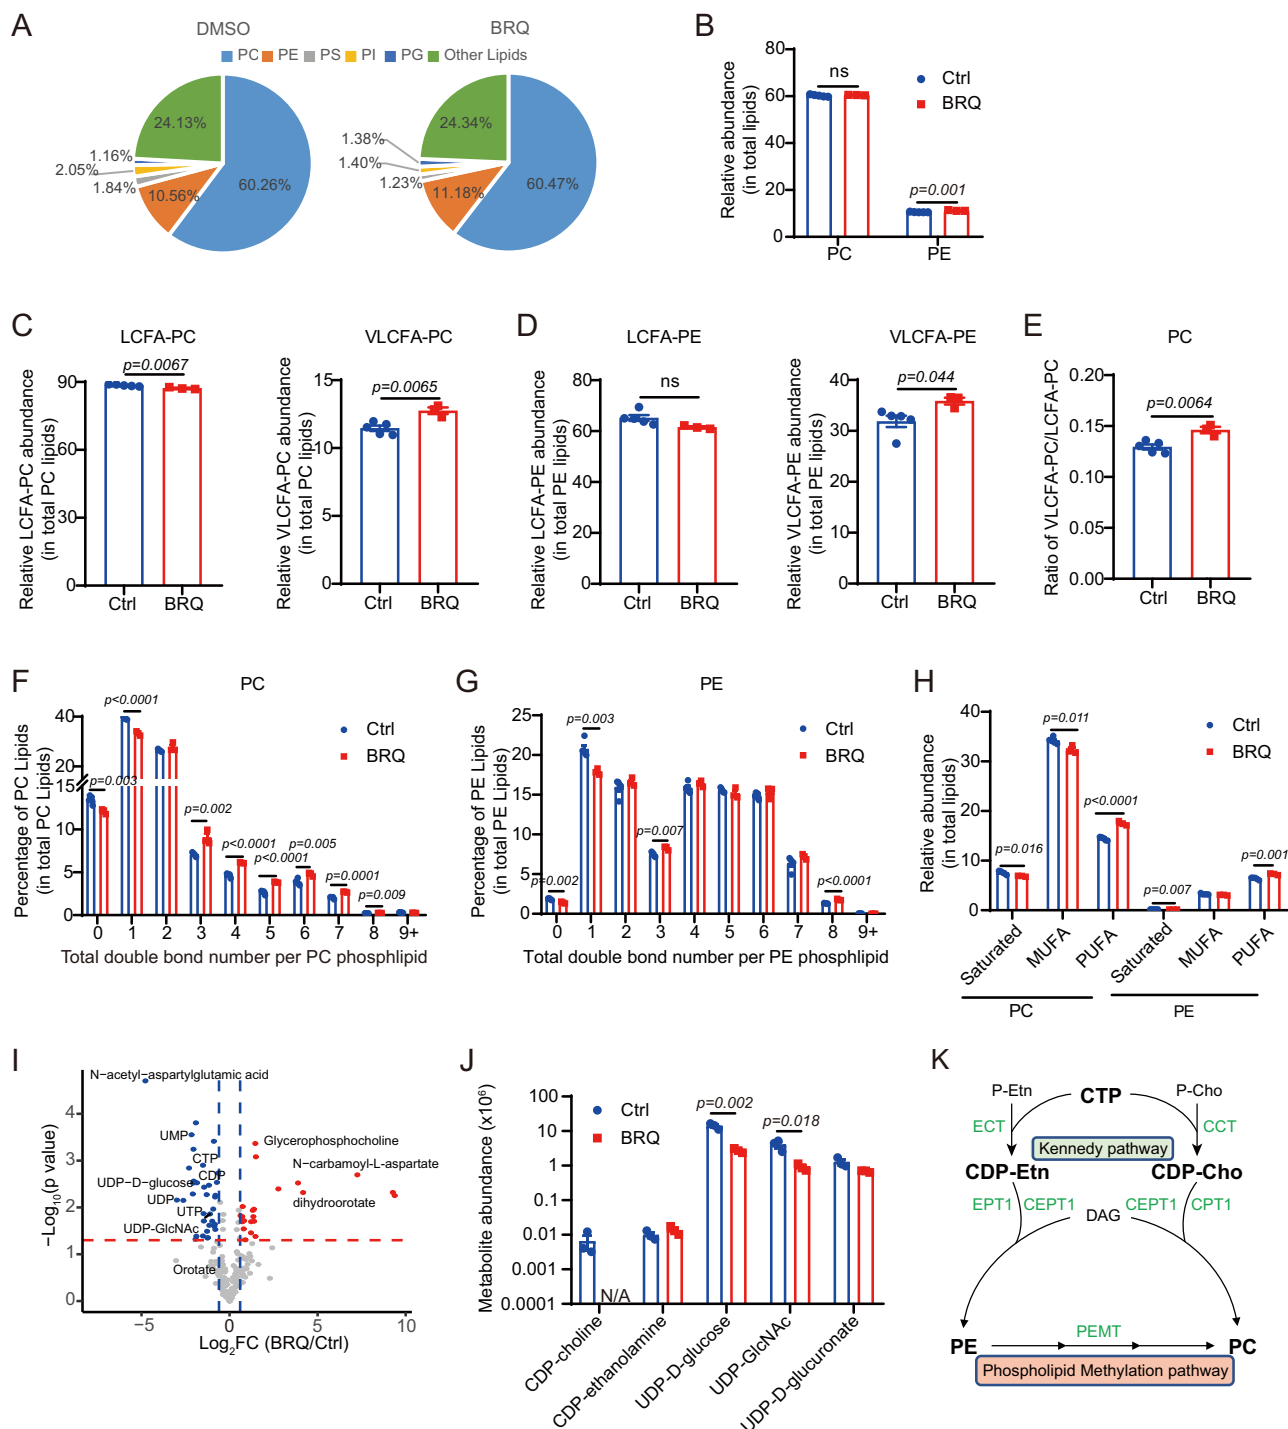 A
DMSO
BRQ
PC PE PS PI PG Other Lipids
24.13%
1.16%
2.05%
1.84%
10.56%
60.26%
24.34%
1.38%
1.40%
1.23%
11.18%
60.47%
B
Relative abundance
(in total lipids)
80
60
40
20
0
ns
p=0.001
Ctrl
BRQ
PC
PE
C
LCFA-PC
Relative LCFA-PC abundance
(in total PC lipids)
p=0.0067
90
60
30
0
Ctrl
BRQ
VLCFA-PC
Relative VLCFA-PC abundance
(in total PC lipids)
p=0.0065
15
10
5
0
Ctrl
BRQ
D
LCFA-PE
Relative LCFA-PE abundance
(in total PE lipids)
ns
80
60
40
20
0
Ctrl
BRQ
VLCFA-PE
Relative VLCFA-PE abundance
(in total PE lipids)
p=0.044
40
30
20
10
0
Ctrl
BRQ
E
PC
Ratio of VLCFA-PC/LCFA-PC
p=0.0064
0.20
0.15
0.10
0.05
0.00
Ctrl
BRQ
F
PC
Percentage of PC Lipids
(in total PC Lipids)
40
20
15
10
5
0
p<0.0001
p=0.003
p=0.002
p<0.0001
p<0.0001
p=0.005
p=0.0001
p=0.009
Ctrl
BRQ
0 1 2 3 4 5 6 7 8 9+
Total double bond number per PC phosphlipid
G
PE
Percentage of PE Lipids
(in total PE Lipids)
25
20
15
10
5
0
p=0.003
p=0.002
p=0.007
p<0.0001
Ctrl
BRQ
0 1 2 3 4 5 6 7 8 9+
Total double bond number per PE phosphlipid
H
Relative abundance
(in total lipids)
40
30
20
10
0
p=0.011
p<0.0001
p=0.016
p=0.007
p=0.001
Ctrl
BRQ
Saturated
MUFA
PUFA
Saturated
MUFA
PUFA
PC
PE
I
N−acetyl−aspartylglutamic acid
UMP
CTP
CDP
UDP−D−glucose
UDP
UTP
UDP-GlcNAc
Orotate
Glycerophosphocholine
N−carbamoyl-L-aspartate
dihydroorotate
−Log10(p value)
4
3
2
1
0
−5 0 5 10
Log2FC (BRQ/Ctrl)
J
Metabolite abundance (x10⁶)
100
10
1
0.1
0.01
0.001
0.0001
Ctrl
BRQ
p=0.002
p=0.018
N/A
CDP-choline
CDP-ethanolamine
UDP-D-glucose
UDP-GlcNAc
UDP-D-glucuronate
K
P-Etn
CTP
P-Cho
ECT
CCT
Kennedy pathway
CDP-Etn
CDP-Cho
EPT1 CEPT1
DAG
CEPT1 CPT1
PE
PEMT
PC
Phospholipid Methylation pathway